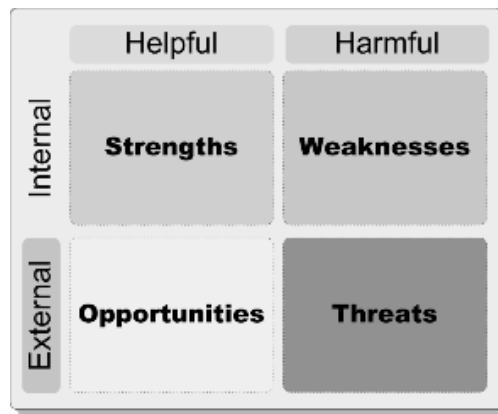 Helpful
Harmful
Internal
Strengths
Weaknesses
External
Opportunities
Threats